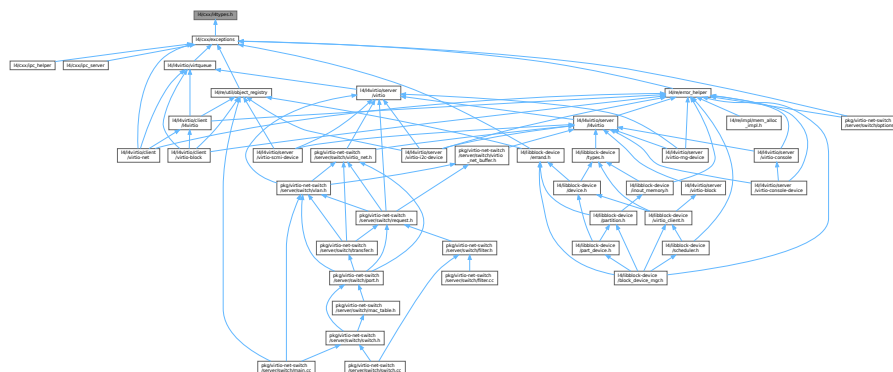 l4/cxx/l4types.h
l4/cxx/exceptions
l4/cxx/ipc_helper
l4/cxx/ipc_server
l4/l4virtio/virtqueue
l4/re/util/object_registry
l4/l4virtio/server
/virtio
l4/re/error_helper
l4/l4virtio/client
/l4virtio
l4/l4virtio/server
/l4virtio
l4/re/impl/mem_alloc
_impl.h
pkg/virtio-net-switch
/server/switch/options
l4/l4virtio/client
/virtio-net
l4/l4virtio/client
/virtio-block
l4/l4virtio/server
/virtio-scmi-device
pkg/virtio-net-switch
/server/switch/virtio_net.h
l4/l4virtio/server
/virtio-i2c-device
pkg/virtio-net-switch
/server/switch/virtio
_net_buffer.h
l4/libblock-device
/errand.h
l4/libblock-device
/types.h
l4/l4virtio/server
/virtio-rng-device
l4/l4virtio/server
/virtio-console
pkg/virtio-net-switch
/server/switch/vlan.h
l4/libblock-device
/device.h
l4/libblock-device
/inout_memory.h
l4/l4virtio/server
/virtio-block
l4/l4virtio/server
/virtio-console-device
pkg/virtio-net-switch
/server/switch/request.h
l4/libblock-device
/partition.h
l4/libblock-device
/virtio_client.h
pkg/virtio-net-switch
/server/switch/transfer.h
pkg/virtio-net-switch
/server/switch/filter.h
l4/libblock-device
/part_device.h
l4/libblock-device
/scheduler.h
pkg/virtio-net-switch
/server/switch/port.h
pkg/virtio-net-switch
/server/switch/filter.cc
l4/libblock-device
/block_device_mgr.h
pkg/virtio-net-switch
/server/switch/mac_table.h
pkg/virtio-net-switch
/server/switch/switch.h
pkg/virtio-net-switch
/server/switch/main.cc
pkg/virtio-net-switch
/server/switch/switch.cc